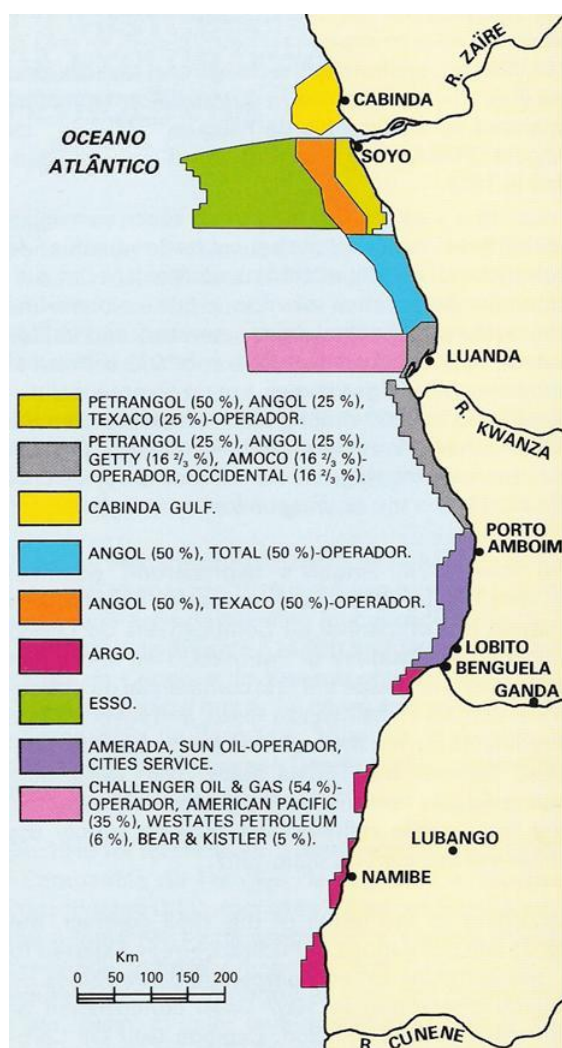 R. ZAÏRE
CABINDA
OCEANO
ATLÂNTICO
SOYO
LUANDA
R. KWANZA
PETRANGOL (50 %), ANGOL (25 %),
TEXACO (25 %)-OPERADOR.
PETRANGOL (25 %), ANGOL (25 %),
GETTY (16 2/3 %), AMOCO (16 2/3 %)-
OPERADOR, OCCIDENTAL (16 2/3 %).
CABINDA GULF.
ANGOL (50 %), TOTAL (50 %)-OPERADOR.
ANGOL (50 %), TEXACO (50 %)-OPERADOR.
ARGO.
ESSO.
AMERADA, SUN OIL-OPERADOR,
CITIES SERVICE.
CHALLENGER OIL & GAS (54 %)-
OPERADOR, AMERICAN PACIFIC
(35 %), WESTATES PETROLEUM
(6 %), BEAR & KISTLER (5 %).
PORTO
AMBOIM
LOBITO
BENGUELA
GANDA
LUBANGO
NAMIBE
Km
0 50 100 150 200
R. CUNENE